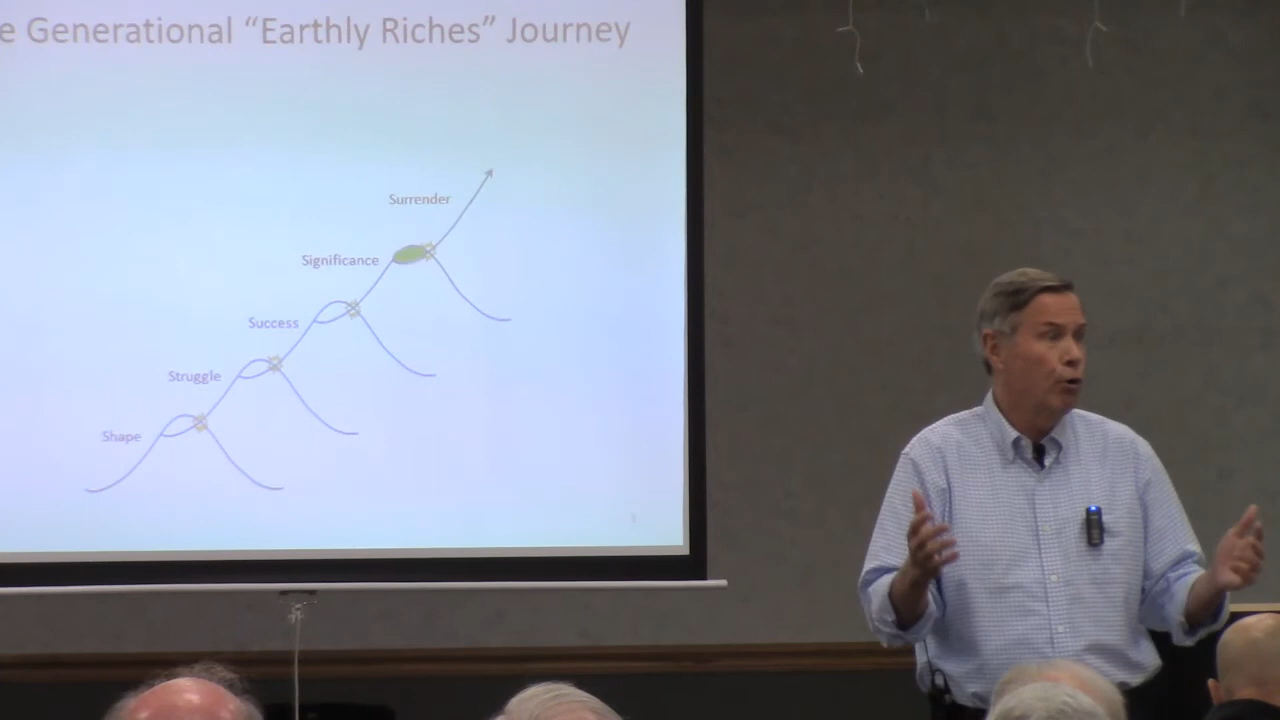 e Generational “Earthly Riches” Journey
Surrender
Significance
Success
Struggle
Shape